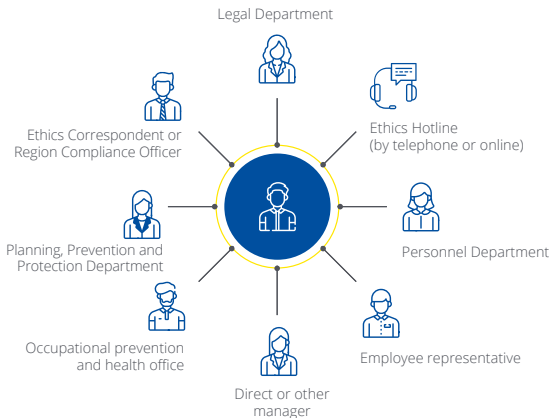 Legal Department
Ethics Hotline
(by telephone or online)
Ethics Correspondent or
Region Compliance Officer
Personnel Department
Planning, Prevention and
Protection Department
Occupational prevention
and health office
Employee representative
Direct or other
manager